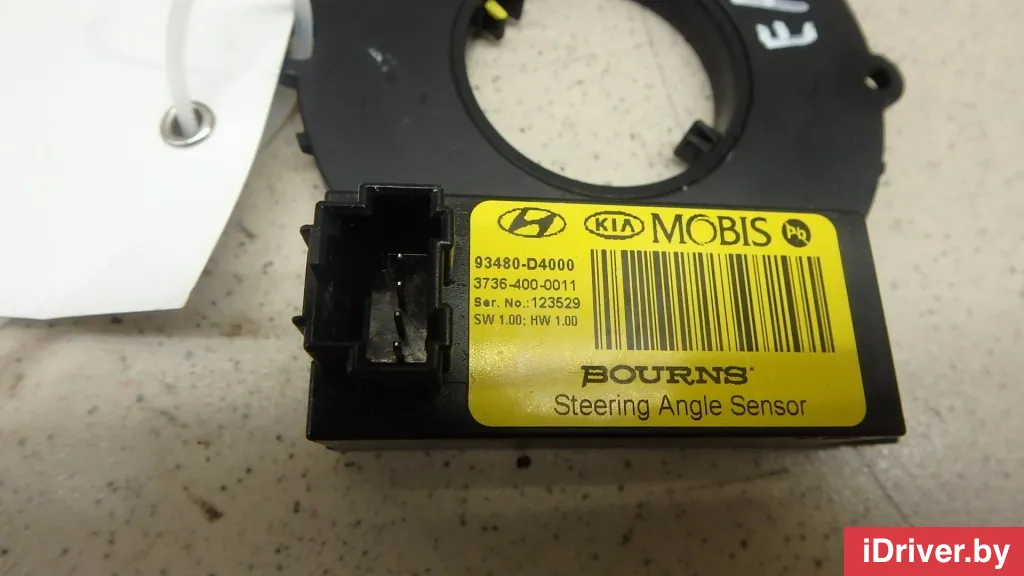 KIA MOBIS Pb
93480-D4000
3736-400-0011
Ser. No.:123529
SW 1.00; HW 1.00
BOURNS
Steering Angle Sensor
iDriver.by